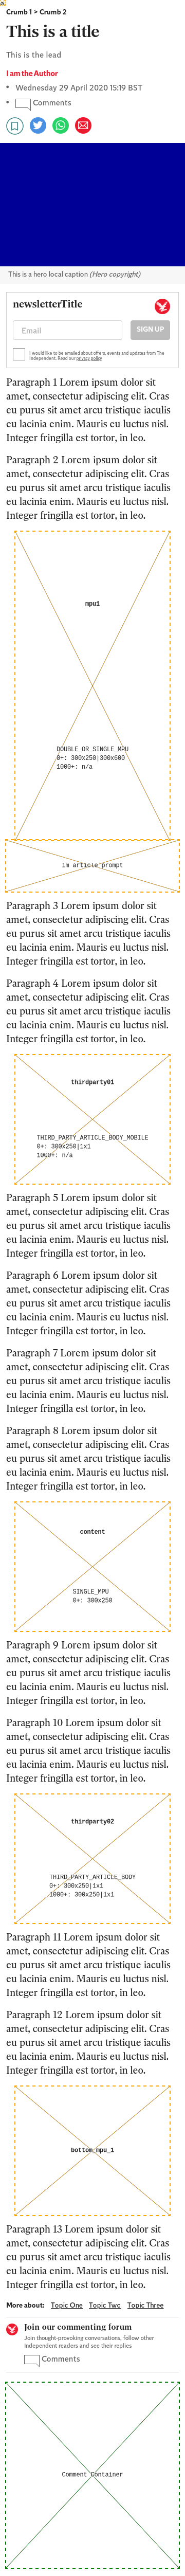 Crumb 1 > Crumb 2
This is a title
This is the lead
I am the Author
• Wednesday 29 April 2020 15:19 BST
• Comments
This is a hero local caption (Hero copyright)
newsletterTitle
Email
SIGN UP
I would like to be emailed about offers, events and updates from The
Independent. Read our privacy policy
Paragraph 1 Lorem ipsum dolor sit
amet, consectetur adipiscing elit. Cras
eu purus sit amet arcu tristique iaculis
eu lacinia enim. Mauris eu luctus nisl.
Integer fringilla est tortor, in leo.
Paragraph 2 Lorem ipsum dolor sit
amet, consectetur adipiscing elit. Cras
eu purus sit amet arcu tristique iaculis
eu lacinia enim. Mauris eu luctus nisl.
Integer fringilla est tortor, in leo.
mpu1
DOUBLE_OR_SINGLE_MPU
0+: 300x250|300x600
1000+: n/a
im article prompt
Paragraph 3 Lorem ipsum dolor sit
amet, consectetur adipiscing elit. Cras
eu purus sit amet arcu tristique iaculis
eu lacinia enim. Mauris eu luctus nisl.
Integer fringilla est tortor, in leo.
Paragraph 4 Lorem ipsum dolor sit
amet, consectetur adipiscing elit. Cras
eu purus sit amet arcu tristique iaculis
eu lacinia enim. Mauris eu luctus nisl.
Integer fringilla est tortor, in leo.
thirdparty01
THIRD_PARTY_ARTICLE_BODY_MOBILE
0+: 300x250|1x1
1000+: n/a
Paragraph 5 Lorem ipsum dolor sit
amet, consectetur adipiscing elit. Cras
eu purus sit amet arcu tristique iaculis
eu lacinia enim. Mauris eu luctus nisl.
Integer fringilla est tortor, in leo.
Paragraph 6 Lorem ipsum dolor sit
amet, consectetur adipiscing elit. Cras
eu purus sit amet arcu tristique iaculis
eu lacinia enim. Mauris eu luctus nisl.
Integer fringilla est tortor, in leo.
Paragraph 7 Lorem ipsum dolor sit
amet, consectetur adipiscing elit. Cras
eu purus sit amet arcu tristique iaculis
eu lacinia enim. Mauris eu luctus nisl.
Integer fringilla est tortor, in leo.
Paragraph 8 Lorem ipsum dolor sit
amet, consectetur adipiscing elit. Cras
eu purus sit amet arcu tristique iaculis
eu lacinia enim. Mauris eu luctus nisl.
Integer fringilla est tortor, in leo.
content
SINGLE_MPU
0+: 300x250
Paragraph 9 Lorem ipsum dolor sit
amet, consectetur adipiscing elit. Cras
eu purus sit amet arcu tristique iaculis
eu lacinia enim. Mauris eu luctus nisl.
Integer fringilla est tortor, in leo.
Paragraph 10 Lorem ipsum dolor sit
amet, consectetur adipiscing elit. Cras
eu purus sit amet arcu tristique iaculis
eu lacinia enim. Mauris eu luctus nisl.
Integer fringilla est tortor, in leo.
thirdparty02
THIRD_PARTY_ARTICLE_BODY
0+: 300x250|1x1
1000+: 300x250|1x1
Paragraph 11 Lorem ipsum dolor sit
amet, consectetur adipiscing elit. Cras
eu purus sit amet arcu tristique iaculis
eu lacinia enim. Mauris eu luctus nisl.
Integer fringilla est tortor, in leo.
Paragraph 12 Lorem ipsum dolor sit
amet, consectetur adipiscing elit. Cras
eu purus sit amet arcu tristique iaculis
eu lacinia enim. Mauris eu luctus nisl.
Integer fringilla est tortor, in leo.
bottom_mpu_1
Paragraph 13 Lorem ipsum dolor sit
amet, consectetur adipiscing elit. Cras
eu purus sit amet arcu tristique iaculis
eu lacinia enim. Mauris eu luctus nisl.
Integer fringilla est tortor, in leo.
More about: Topic One Topic Two Topic Three
Join our commenting forum
Join thought-provoking conversations, follow other
Independent readers and see their replies
Comments
Comment Container